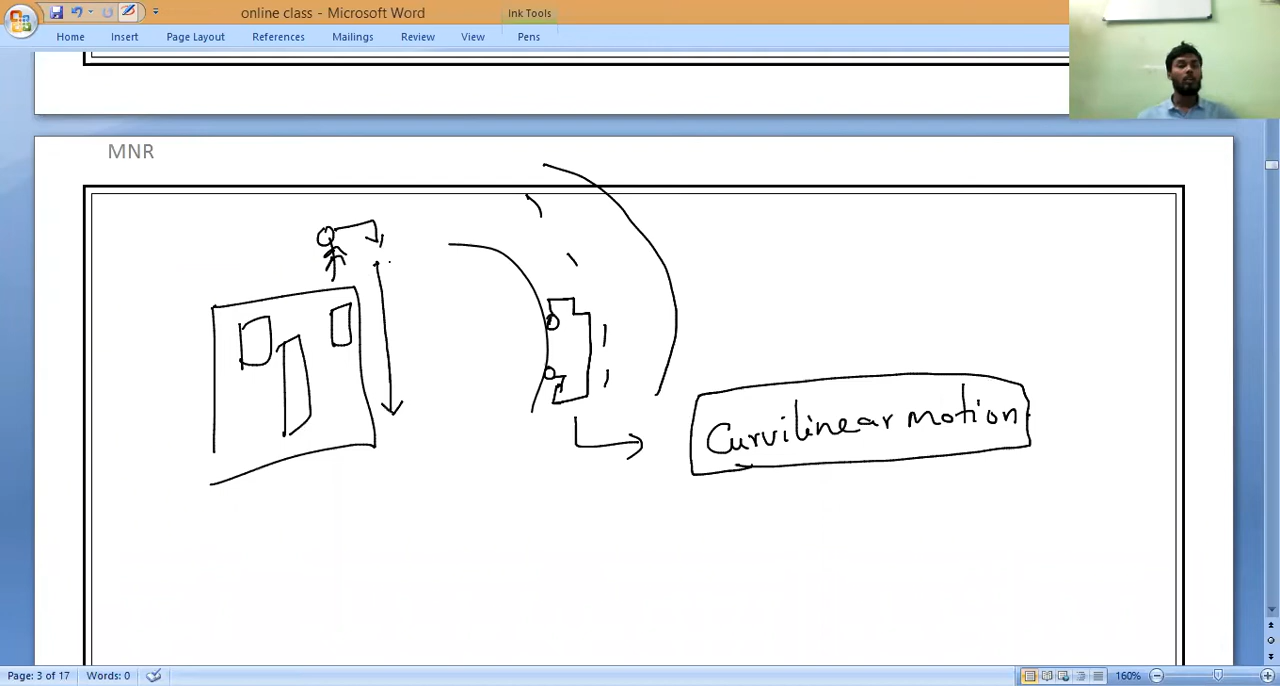 online class - Microsoft Word
Ink Tools
Home Insert Page Layout References Mailings Review View Pens
MNR
Curvilinear motion
Page: 3 of 17 Words: 0 160%